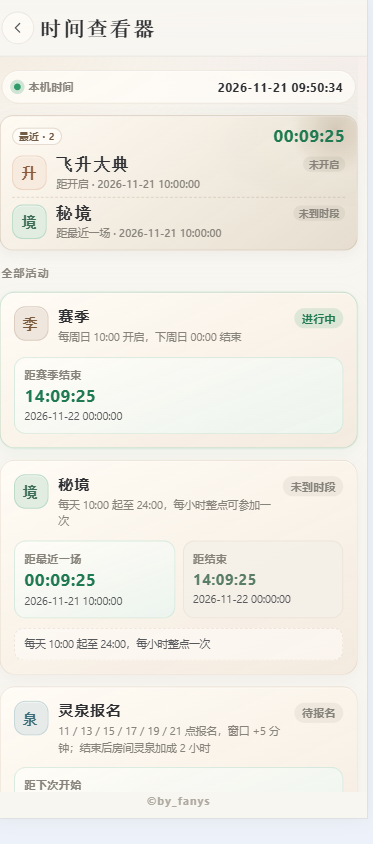 时间查看器
本机时间
2026-11-21 09:50:34
最近 · 2
00:09:25
升
飞升大典
未开启
距开启 · 2026-11-21 10:00:00
境
秘境
未到时段
距最近一场 · 2026-11-21 10:00:00
全部活动
季
赛季
进行中
每周日 10:00 开启，下周日 00:00 结束
距赛季结束
14:09:25
2026-11-22 00:00:00
境
秘境
未到时段
每天 10:00 起至 24:00，每小时整点可参加一
次
距最近一场
00:09:25
2026-11-21 10:00:00
距结束
14:09:25
2026-11-22 00:00:00
每天 10:00 起至 24:00，每小时整点一次
泉
灵泉报名
待报名
11 / 13 / 15 / 17 / 19 / 21 点报名，窗口 +5 分
钟；结束后房间灵泉加成 2 小时
距下次开始
©by_fanys